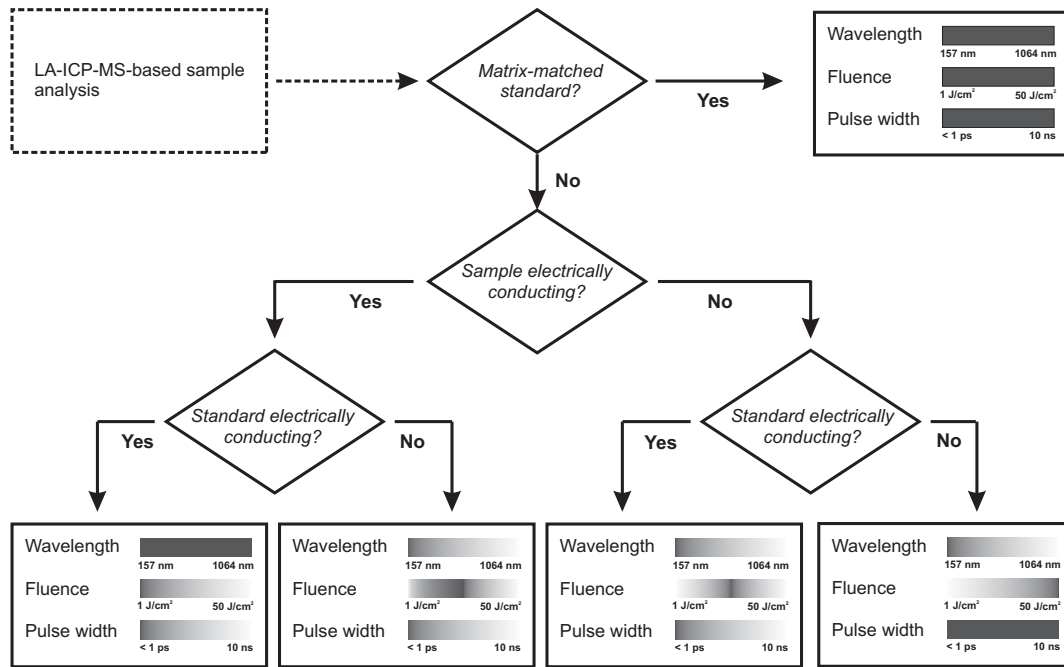 LA-ICP-MS-based sample
analysis
Matrix-matched
standard?
Yes
Wavelength
157 nm 1064 nm
Fluence
1 J/cm² 50 J/cm²
Pulse width
< 1 ps 10 ns
No
Sample electrically
conducting?
Yes
No
Standard electrically
conducting?
Yes
No
Standard electrically
conducting?
Yes
No
Wavelength
157 nm 1064 nm
Fluence
1 J/cm² 50 J/cm²
Pulse width
< 1 ps 10 ns
Wavelength
157 nm 1064 nm
Fluence
1 J/cm² 50 J/cm²
Pulse width
< 1 ps 10 ns
Wavelength
157 nm 1064 nm
Fluence
1 J/cm² 50 J/cm²
Pulse width
< 1 ps 10 ns
Wavelength
157 nm 1064 nm
Fluence
1 J/cm² 50 J/cm²
Pulse width
< 1 ps 10 ns